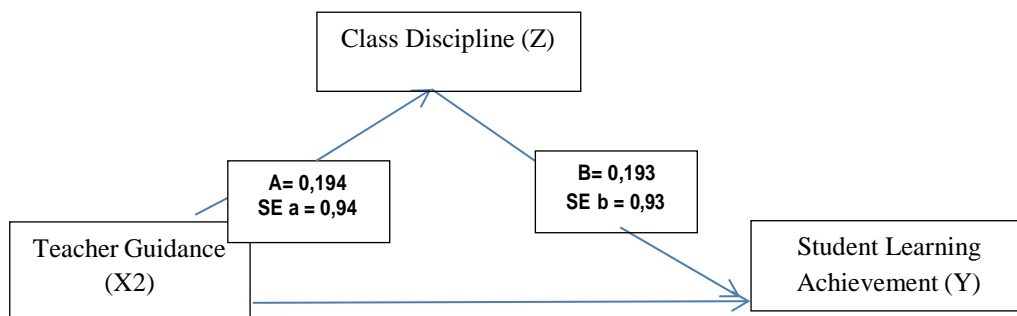 Class Discipline (Z)
A= 0,194
SE a = 0,94
B= 0,193
SE b = 0,93
Teacher Guidance
(X2)
Student Learning
Achievement (Y)